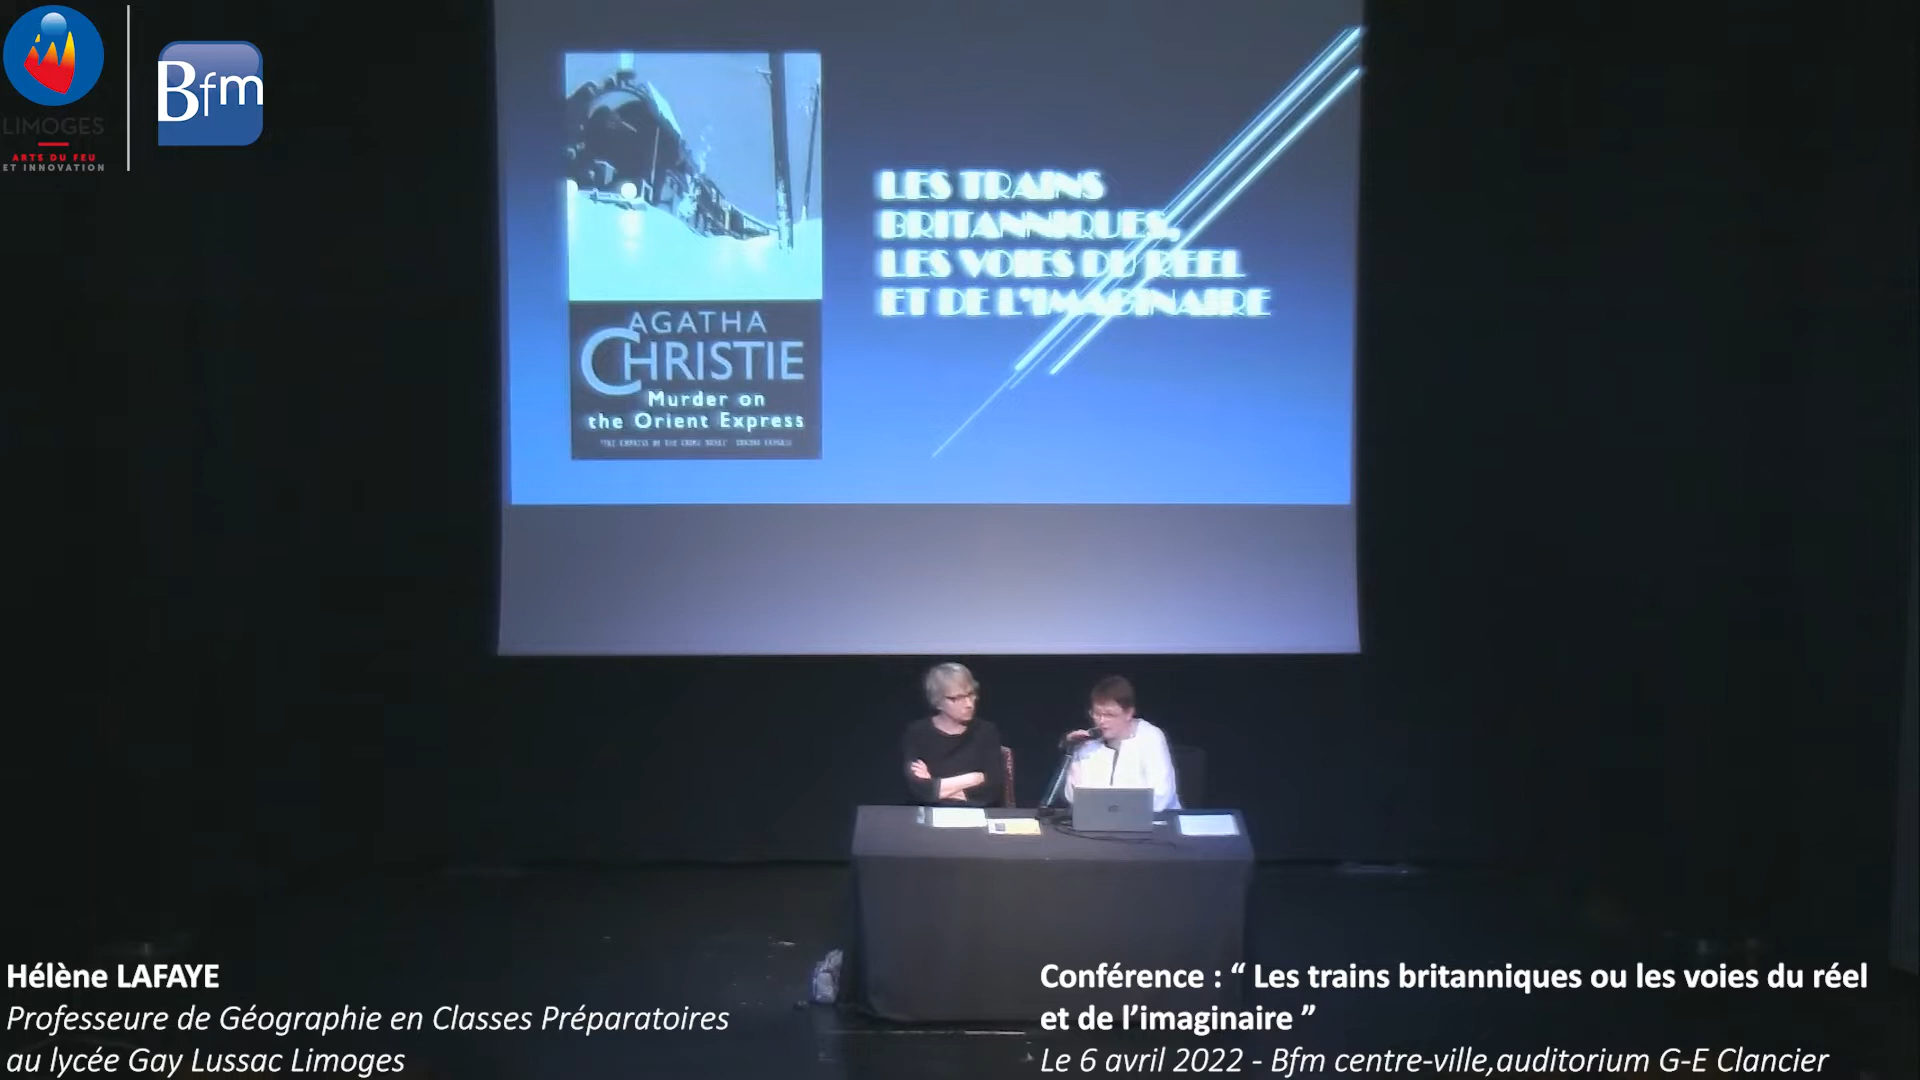 LIMOGES
ARTS DU FEU
ET INNOVATION
Bfm
LES TRAINS
BRITANNIQUES,
LES VOIES DU REEL
ET DE L'IMAGINAIRE
AGATHA
CHRISTIE
Murder on
the Orient Express
Hélène LAFAYE
Professeure de Géographie en Classes Préparatoires
au lycée Gay Lussac Limoges
Conférence : “ Les trains britanniques ou les voies du réel
et de l’imaginaire ”
Le 6 avril 2022 - Bfm centre-ville,auditorium G-E Clancier